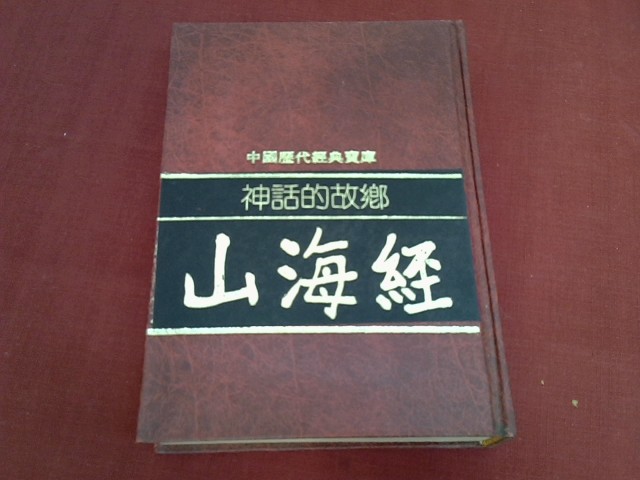 中國歷代經典寶庫
神話的故鄉
山海經